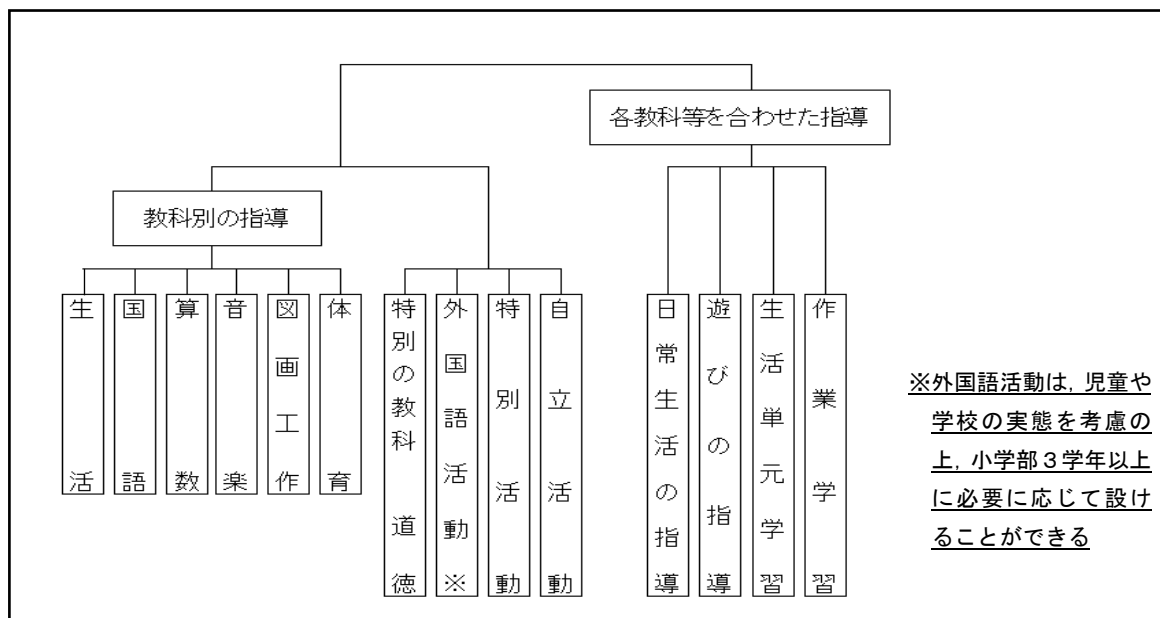 各教科等を合わせた指導
教科別の指導
生活
国語
算数
音楽
図画工作
体育
特別の教科 道徳
外国語活動※
特別活動
自立活動
日常生活の指導
遊びの指導
生活単元学習
作業学習
※外国語活動は，児童や
学校の実態を考慮の
上，小学部３学年以上
に必要に応じて設け
ることができる